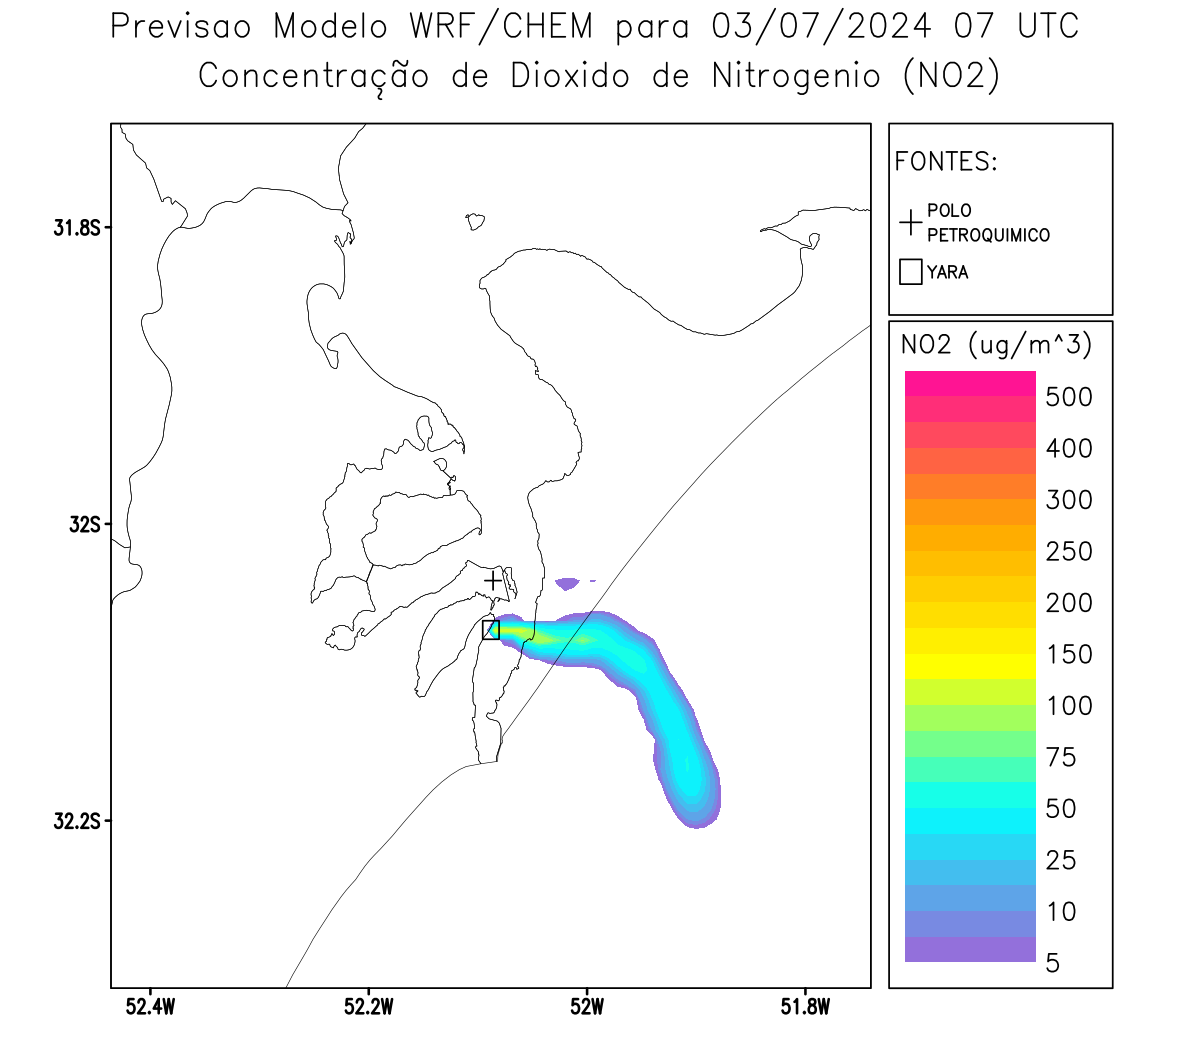 Previsao Modelo WRF/CHEM para 03/07/2024 07 UTC
Concentração de Dioxido de Nitrogenio (NO2)
FONTES:
POLO
PETROQUIMICO
YARA
NO2 (ug/m^3)
500
400
300
250
200
150
100
75
50
25
10
5
31.8S
32S
32.2S
52.4W
52.2W
52W
51.8W